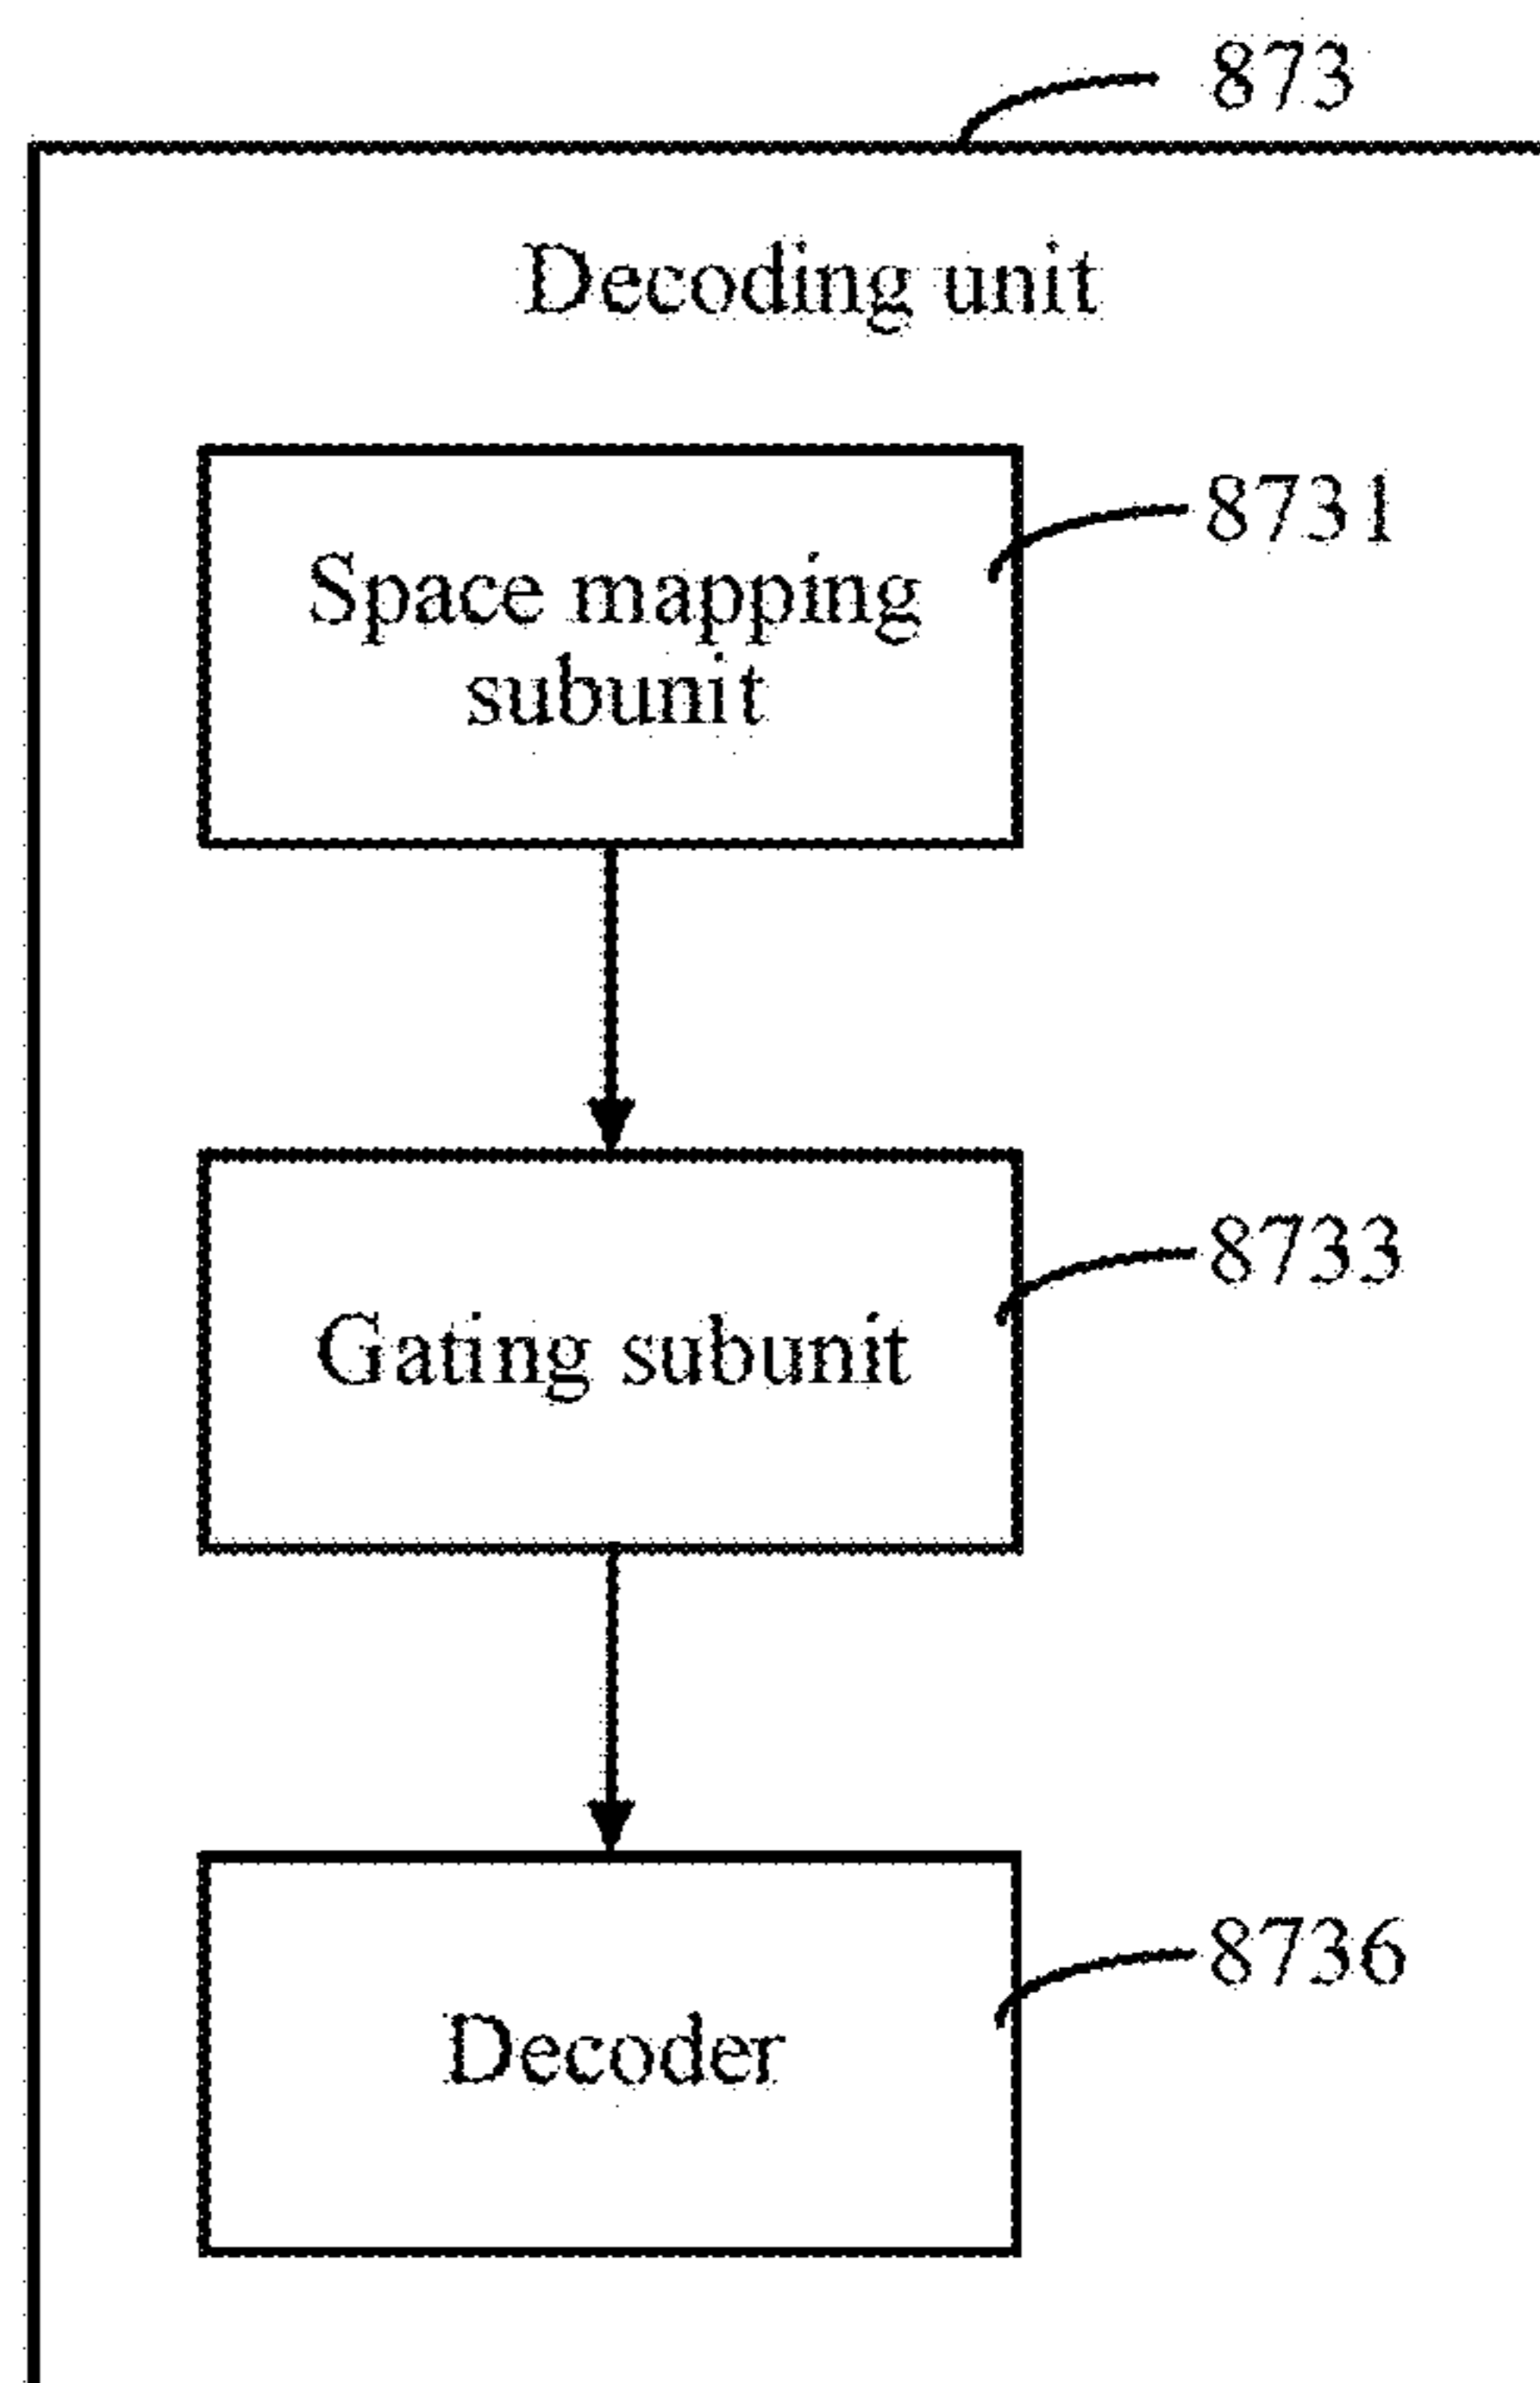 873
Decoding unit
8731
Space mapping
subunit
8733
Gating subunit
8736
Decoder